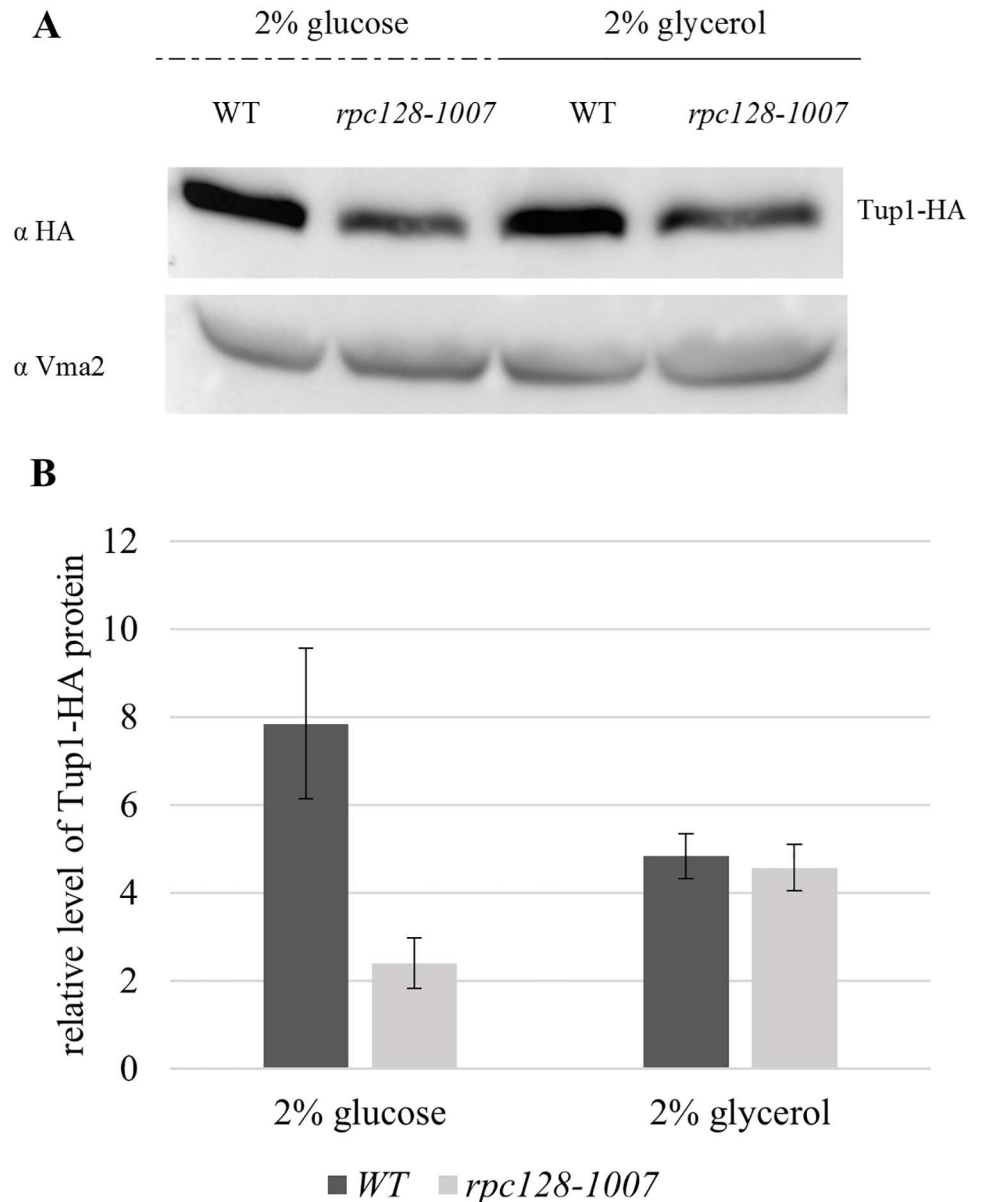 A
2% glucose 2% glycerol
WT rpc128-1007 WT rpc128-1007
α HA Tup1-HA
α Vma2
B
relative level of Tup1-HA protein
12
10
8
6
4
2
0
2% glucose 2% glycerol
WT rpc128-1007